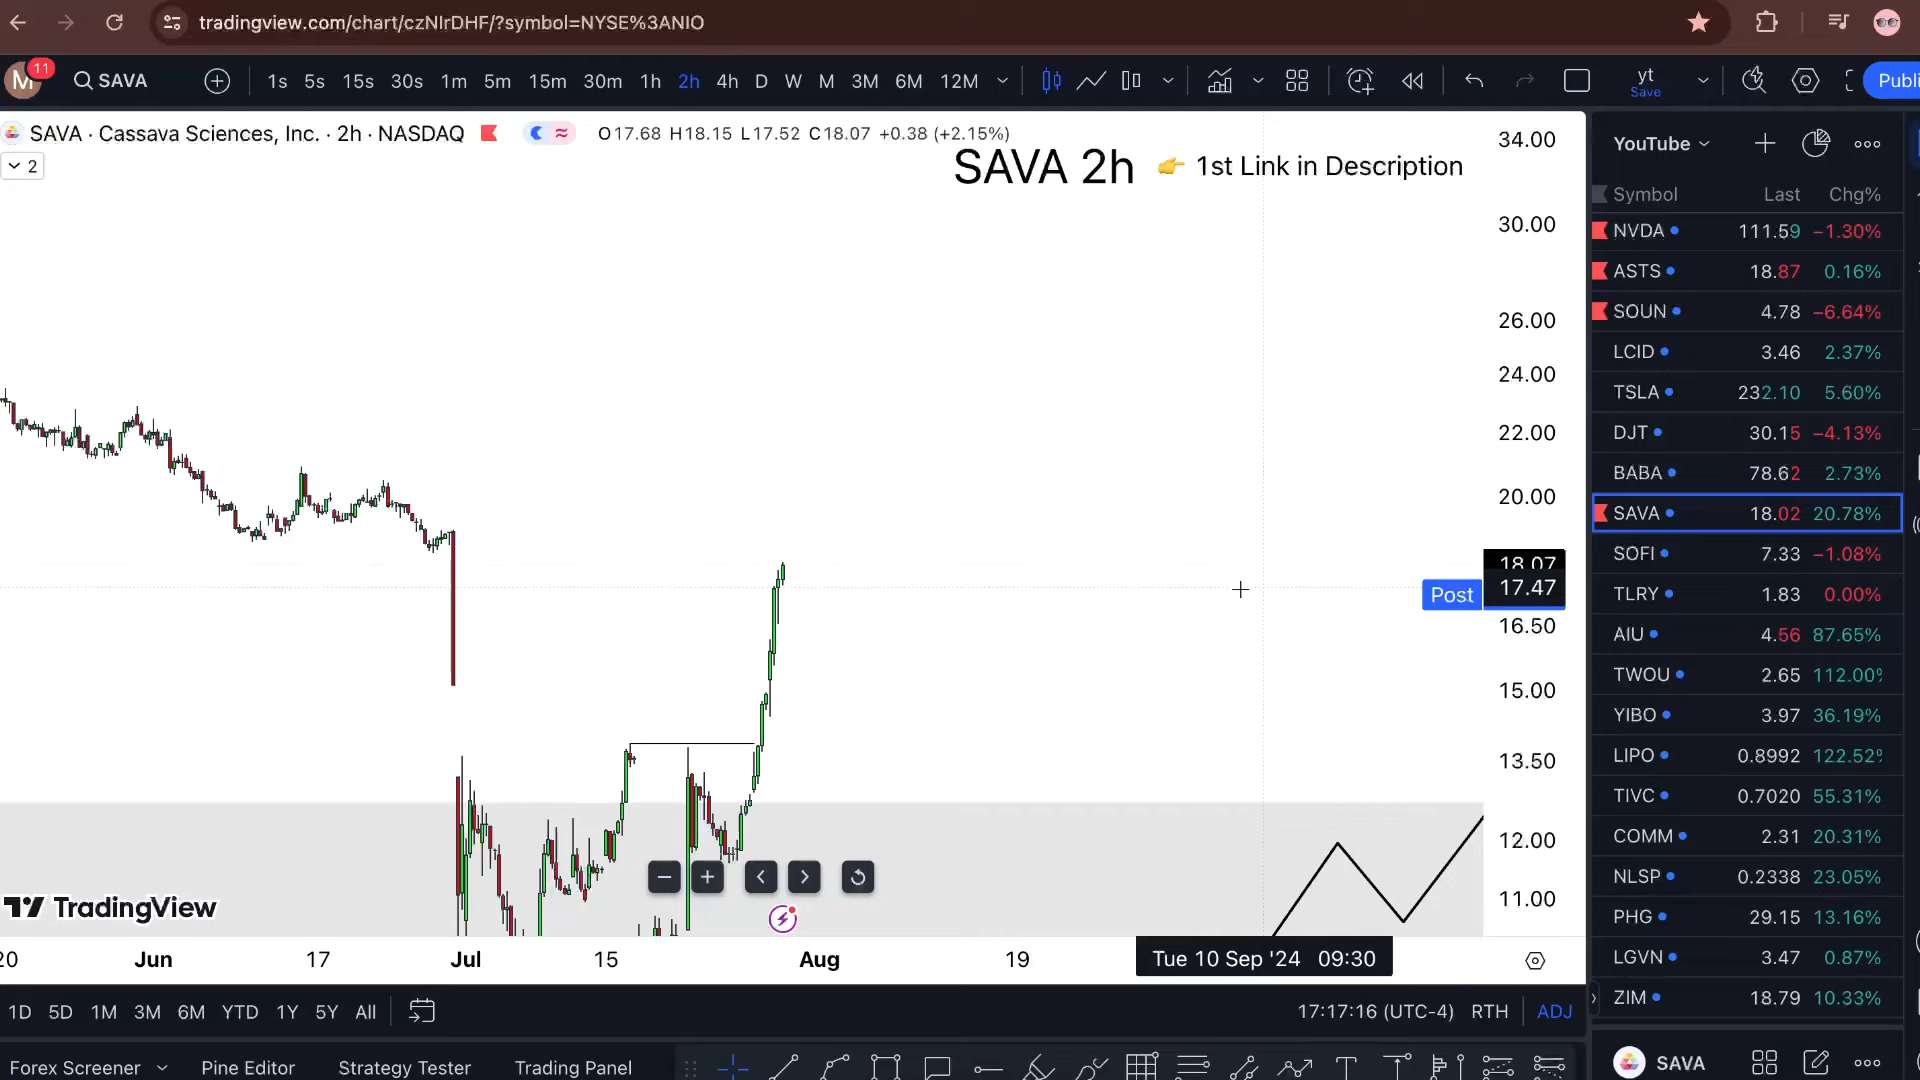 tradingview.com/chart/czNIrDHF/?symbol=NYSE%3ANIO
M 11 SAVA 1s 5s 15s 30s 1m 5m 15m 30m 1h 2h 4h D W M 3M 6M 12M yt Save Publi
SAVA · Cassava Sciences, Inc. · 2h · NASDAQ O17.68 H18.15 L17.52 C18.07 +0.38 (+2.15%)
2
SAVA 2h 👉 1st Link in Description
34.00
30.00
26.00
24.00
22.00
20.00
18.07
Post 17.47
16.50
15.00
13.50
12.00
11.00
TradingView
20 Jun 17 Jul 15 Aug 19 Tue 10 Sep '24 09:30
1D 5D 1M 3M 6M YTD 1Y 5Y All 17:17:16 (UTC-4) RTH ADJ
Forex Screener Pine Editor Strategy Tester Trading Panel
YouTube
Symbol Last Chg%
NVDA 111.59 −1.30%
ASTS 18.87 0.16%
SOUN 4.78 −6.64%
LCID 3.46 2.37%
TSLA 232.10 5.60%
DJT 30.15 −4.13%
BABA 78.62 2.73%
SAVA 18.02 20.78%
SOFI 7.33 −1.08%
TLRY 1.83 0.00%
AIU 4.56 87.65%
TWOU 2.65 112.00%
YIBO 3.97 36.19%
LIPO 0.8992 122.52%
TIVC 0.7020 55.31%
COMM 2.31 20.31%
NLSP 0.2338 23.05%
PHG 29.15 13.16%
LGVN 3.47 0.87%
ZIM 18.79 10.33%
SAVA